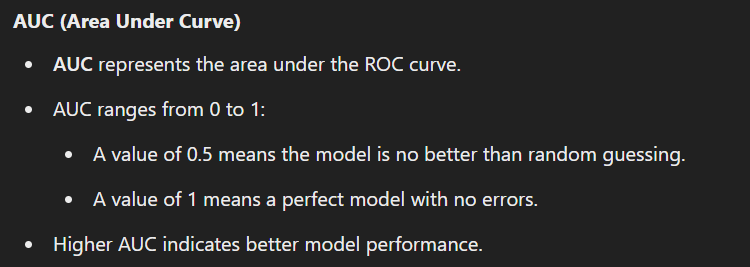 AUC (Area Under Curve)
• AUC represents the area under the ROC curve.
• AUC ranges from 0 to 1:
• A value of 0.5 means the model is no better than random guessing.
• A value of 1 means a perfect model with no errors.
• Higher AUC indicates better model performance.